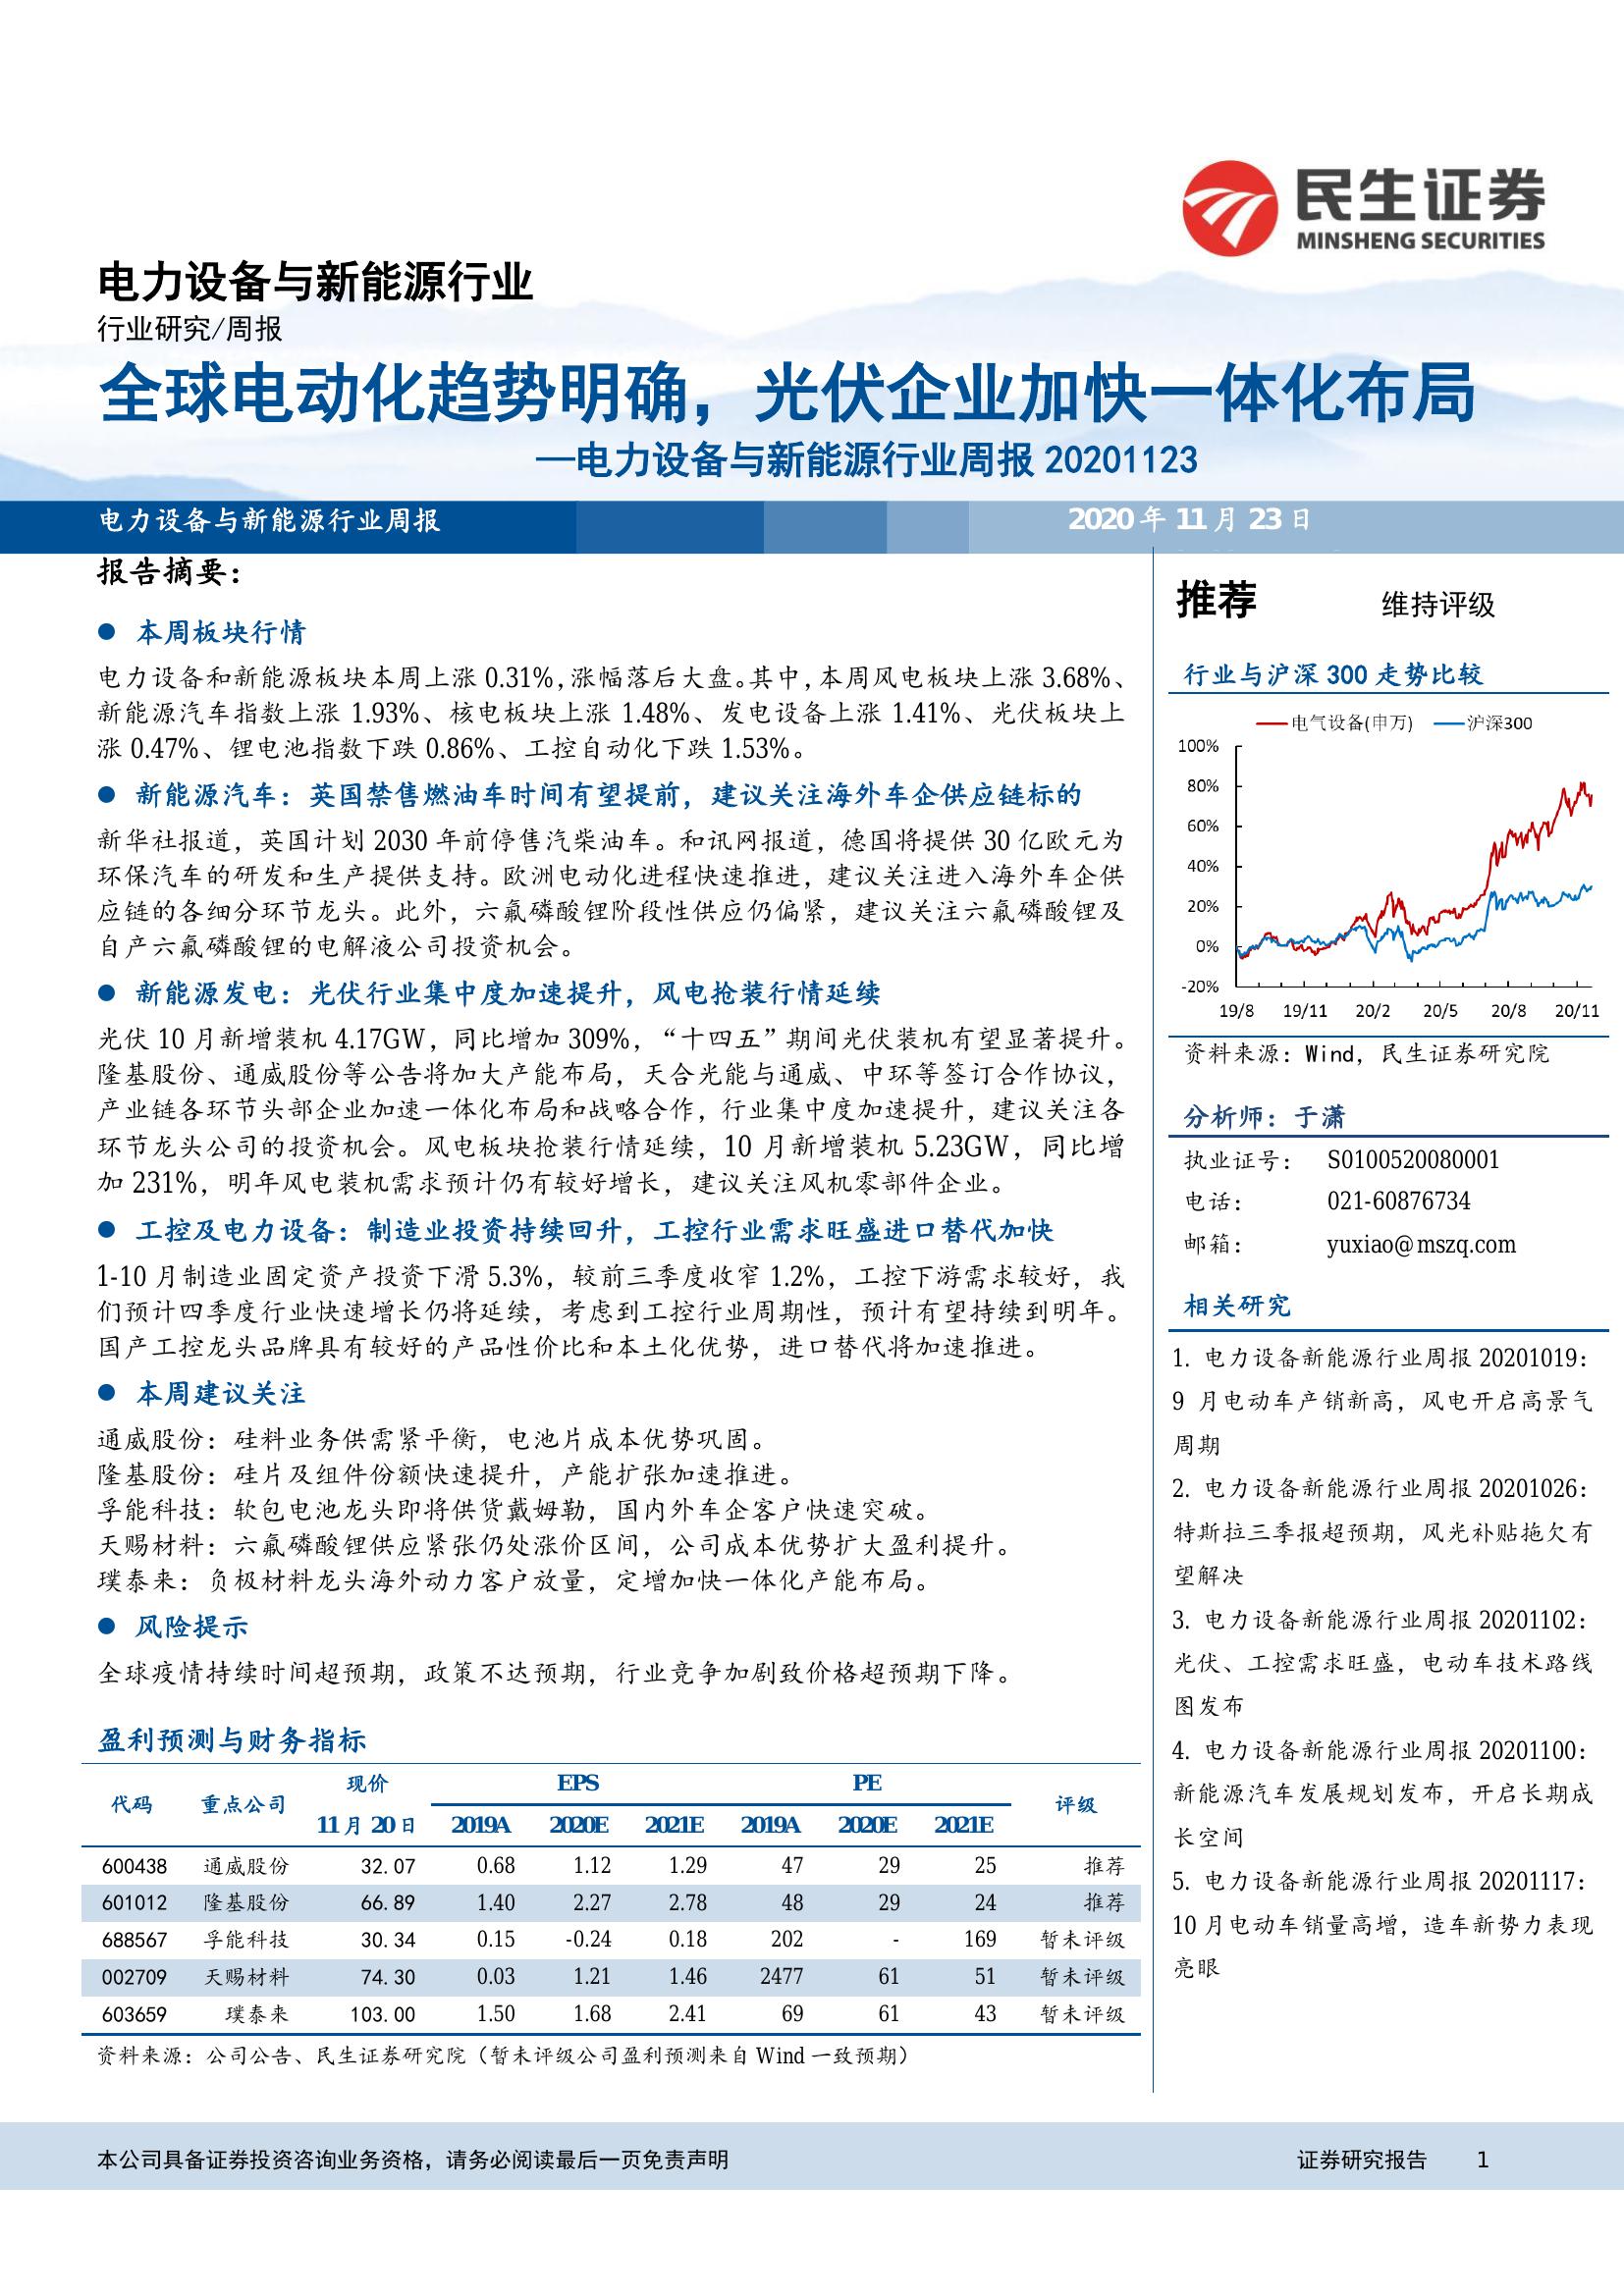 民生证券
MINSHENG SECURITIES
电力设备与新能源行业
行业研究/周报
全球电动化趋势明确，光伏企业加快一体化布局
—电力设备与新能源行业周报 20201123
电力设备与新能源行业周报
2020 年 11 月 23 日
报告摘要：
● 本周板块行情
电力设备和新能源板块本周上涨 0.31%，涨幅落后大盘。其中，本周风电板块上涨 3.68%、
新能源汽车指数上涨 1.93%、核电板块上涨 1.48%、发电设备上涨 1.41%、光伏板块上
涨 0.47%、锂电池指数下跌 0.86%、工控自动化下跌 1.53%。
● 新能源汽车：英国禁售燃油车时间有望提前，建议关注海外车企供应链标的
新华社报道，英国计划 2030 年前停售汽柴油车。和讯网报道，德国将提供 30 亿欧元为
环保汽车的研发和生产提供支持。欧洲电动化进程快速推进，建议关注进入海外车企供
应链的各细分环节龙头。此外，六氟磷酸锂阶段性供应仍偏紧，建议关注六氟磷酸锂及
自产六氟磷酸锂的电解液公司投资机会。
● 新能源发电：光伏行业集中度加速提升，风电抢装行情延续
光伏 10 月新增装机 4.17GW，同比增加 309%，“十四五”期间光伏装机有望显著提升。
隆基股份、通威股份等公告将加大产能布局，天合光能与通威、中环等签订合作协议，
产业链各环节头部企业加速一体化布局和战略合作，行业集中度加速提升，建议关注各
环节龙头公司的投资机会。风电板块抢装行情延续，10 月新增装机 5.23GW，同比增
加 231%，明年风电装机需求预计仍有较好增长，建议关注风机零部件企业。
● 工控及电力设备：制造业投资持续回升，工控行业需求旺盛进口替代加快
1-10 月制造业固定资产投资下滑 5.3%，较前三季度收窄 1.2%，工控下游需求较好，我
们预计四季度行业快速增长仍将延续，考虑到工控行业周期性，预计有望持续到明年。
国产工控龙头品牌具有较好的产品性价比和本土化优势，进口替代将加速推进。
● 本周建议关注
通威股份：硅料业务供需紧平衡，电池片成本优势巩固。
隆基股份：硅片及组件份额快速提升，产能扩张加速推进。
孚能科技：软包电池龙头即将供货戴姆勒，国内外车企客户快速突破。
天赐材料：六氟磷酸锂供应紧张仍处涨价区间，公司成本优势扩大盈利提升。
璞泰来：负极材料龙头海外动力客户放量，定增加快一体化产能布局。
● 风险提示
全球疫情持续时间超预期，政策不达预期，行业竞争加剧致价格超预期下降。
盈利预测与财务指标
代码 重点公司 现价 EPS PE 评级
11 月 20 日 2019A 2020E 2021E 2019A 2020E 2021E
600438 通威股份 32.07 0.68 1.12 1.29 47 29 25 推荐
601012 隆基股份 66.89 1.40 2.27 2.78 48 29 24 推荐
688567 孚能科技 30.34 0.15 -0.24 0.18 202 - 169 暂未评级
002709 天赐材料 74.30 0.03 1.21 1.46 2477 61 51 暂未评级
603659 璞泰来 103.00 1.50 1.68 2.41 69 61 43 暂未评级
资料来源：公司公告、民生证券研究院（暂未评级公司盈利预测来自 Wind 一致预期）
推荐 维持评级
行业与沪深 300 走势比较
电气设备(申万) 沪深300
100%
80%
60%
40%
20%
0%
-20%
19/8 19/11 20/2 20/5 20/8 20/11
资料来源：Wind，民生证券研究院
分析师：于潇
执业证号： S0100520080001
电话： 021-60876734
邮箱： yuxiao@mszq.com
相关研究
1. 电力设备新能源行业周报 20201019：
9 月电动车产销新高，风电开启高景气
周期
2. 电力设备新能源行业周报 20201026：
特斯拉三季报超预期，风光补贴拖欠有
望解决
3. 电力设备新能源行业周报 20201102：
光伏、工控需求旺盛，电动车技术路线
图发布
4. 电力设备新能源行业周报 20201100：
新能源汽车发展规划发布，开启长期成
长空间
5. 电力设备新能源行业周报 20201117：
10 月电动车销量高增，造车新势力表现
亮眼
本公司具备证券投资咨询业务资格，请务必阅读最后一页免责声明
证券研究报告 1